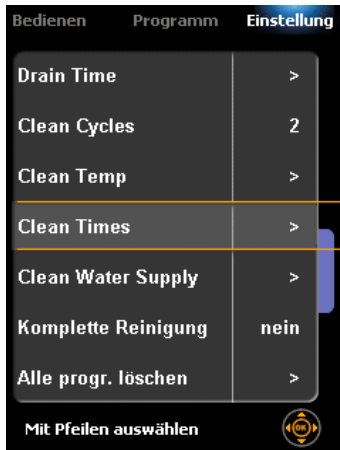 Bedienen Programm Einstellung
Drain Time >
Clean Cycles 2
Clean Temp >
Clean Times >
Clean Water Supply >
Komplette Reinigung nein
Alle progr. löschen >
Mit Pfeilen auswählen OK